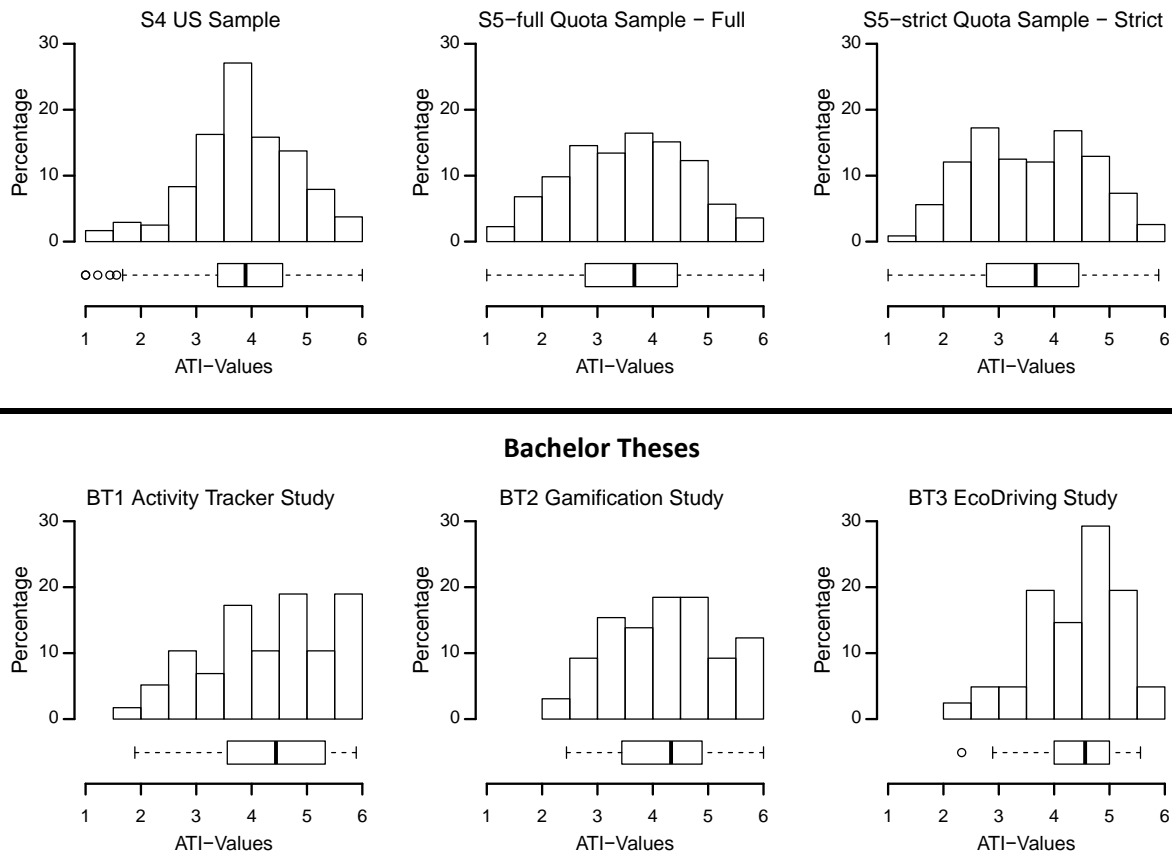 S4 US Sample
S5−full Quota Sample − Full
S5−strict Quota Sample − Strict
Percentage
0
10
20
30
1 2 3 4 5 6
ATI−Values
Percentage
0
10
20
30
1 2 3 4 5 6
ATI−Values
Percentage
0
10
20
30
1 2 3 4 5 6
ATI−Values
Bachelor Theses
BT1 Activity Tracker Study
BT2 Gamification Study
BT3 EcoDriving Study
Percentage
0
10
20
30
1 2 3 4 5 6
ATI−Values
Percentage
0
10
20
30
1 2 3 4 5 6
ATI−Values
Percentage
0
10
20
30
1 2 3 4 5 6
ATI−Values